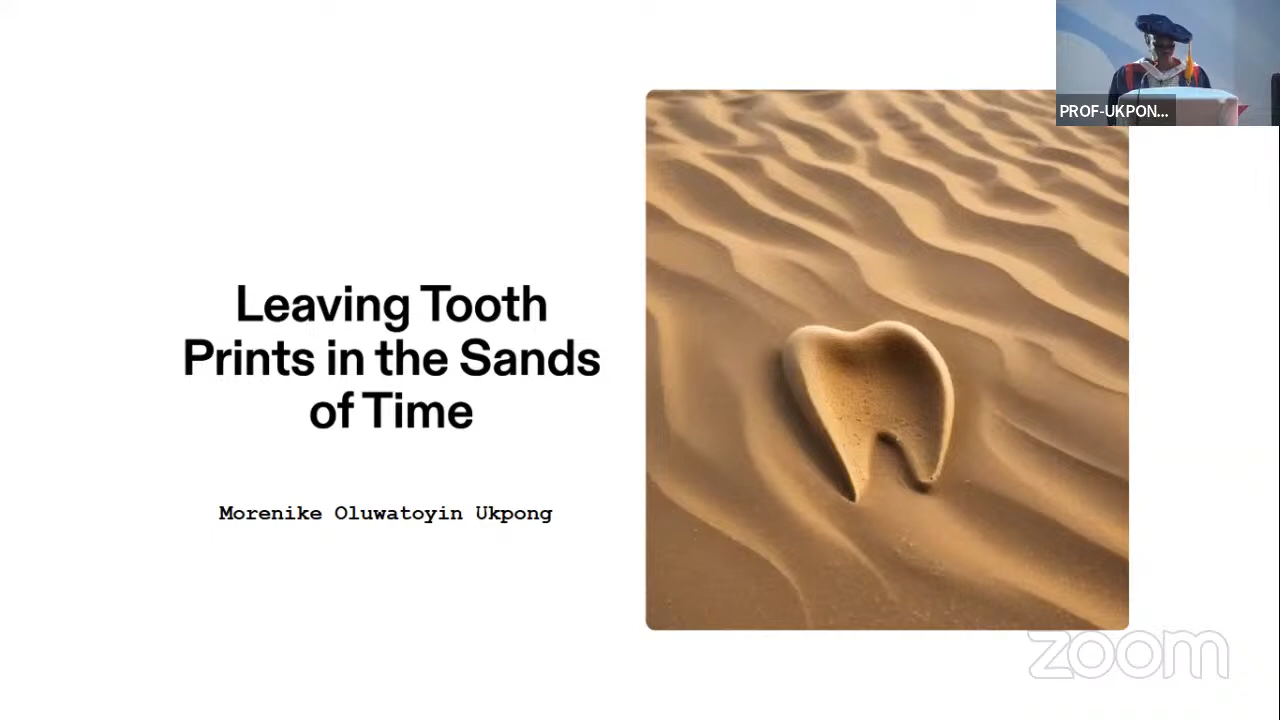 PROF-UKPON...
Leaving Tooth
Prints in the Sands
of Time
Morenike Oluwatoyin Ukpong
zoom